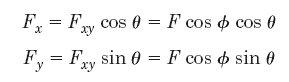 Fx = Fxy cos θ = F cos ϕ cos θ
Fy = Fxy sin θ = F cos ϕ sin θ